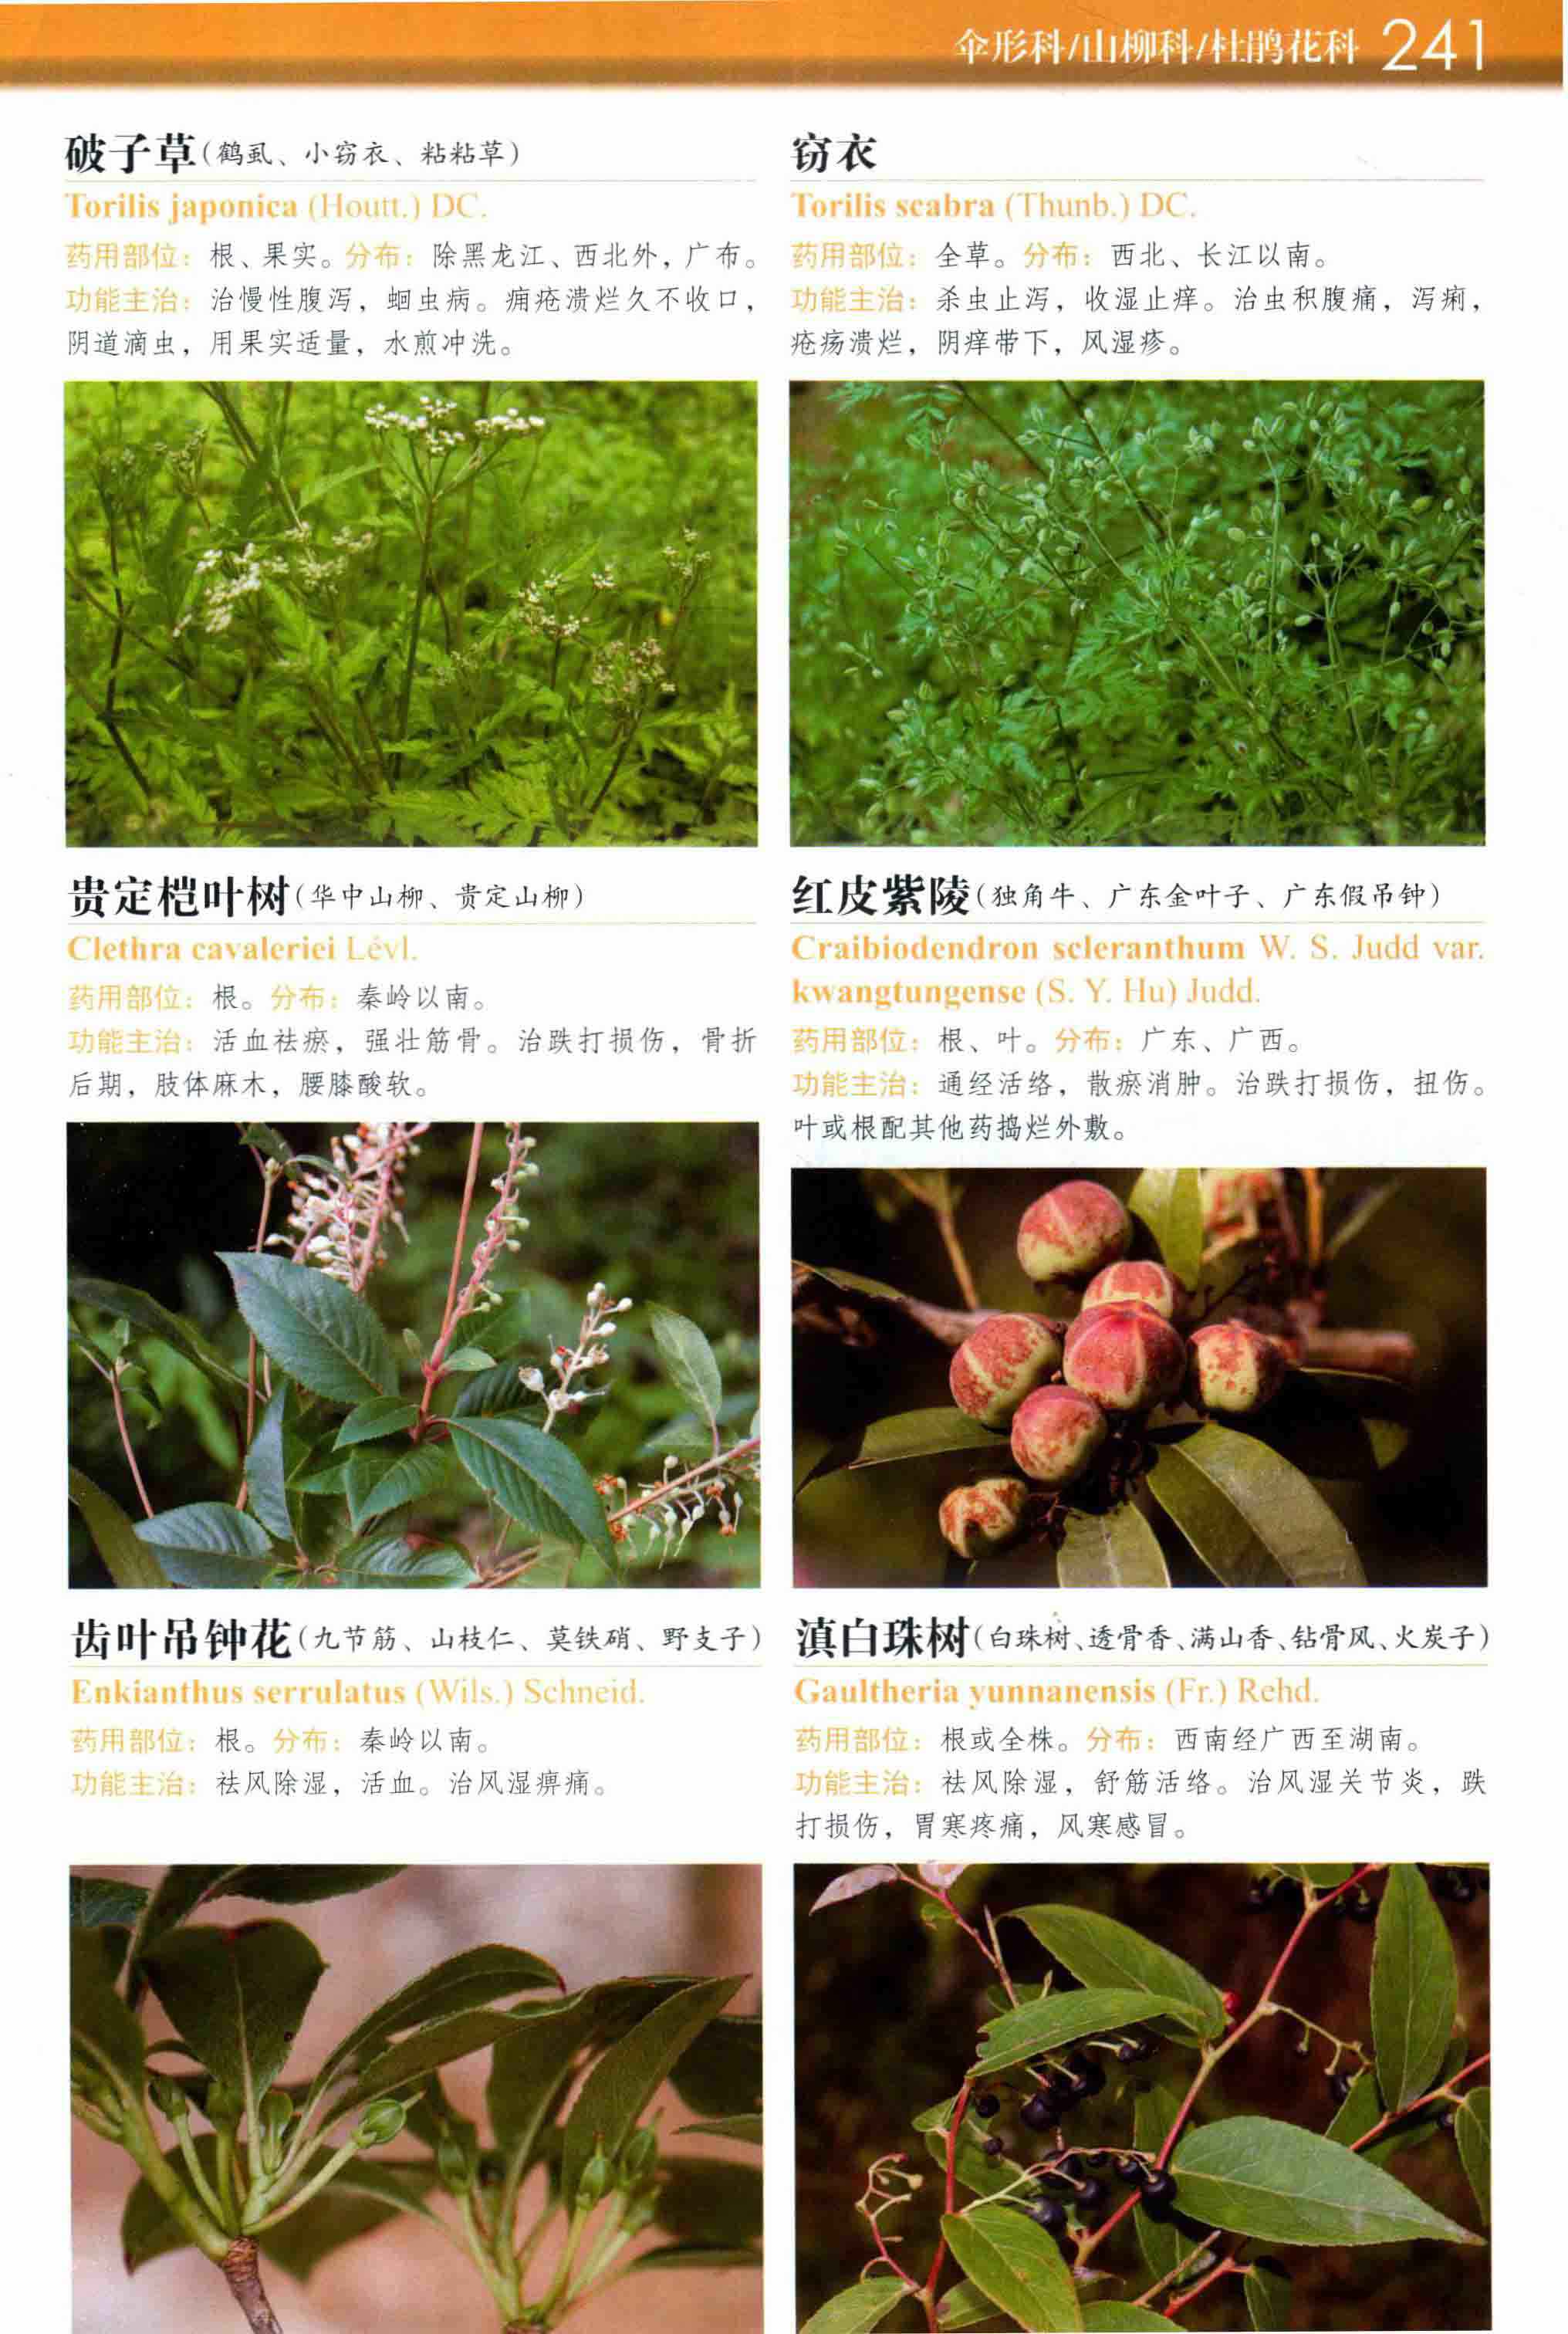 伞形科/山柳科/杜鹃花科 241
破子草(鹤虱、小窃衣、粘粘草)
Torilis japonica (Houtt.) DC.
药用部位：根、果实。分布：除黑龙江、西北外，广布。
功能主治：治慢性腹泻，蛔虫病。痈疮溃烂久不收口，
阴道滴虫，用果实适量，水煎冲洗。
窃衣
Torilis scabra (Thunb.) DC.
药用部位：全草。分布：西北、长江以南。
功能主治：杀虫止泻，收湿止痒。治虫积腹痛，泻痢，
疮疡溃烂，阴痒带下，风湿疹。
贵定桤叶树(华中山柳、贵定山柳)
Clethra cavaleriei Lévl.
药用部位：根。分布：秦岭以南。
功能主治：活血祛瘀，强壮筋骨。治跌打损伤，骨折
后期，肢体麻木，腰膝酸软。
红皮紫陵(独角牛、广东金叶子、广东假吊钟)
Craibiodendron scleranthum W. S. Judd var.
kwangtungense (S. Y. Hu) Judd.
药用部位：根、叶。分布：广东、广西。
功能主治：通经活络，散瘀消肿。治跌打损伤，扭伤。
叶或根配其他药捣烂外敷。
齿叶吊钟花(九节筋、山枝仁、莫铁硝、野支子)
Enkianthus serrulatus (Wils.) Schneid.
药用部位：根。分布：秦岭以南。
功能主治：祛风除湿，活血。治风湿痹痛。
滇白珠树(白珠树、透骨香、满山香、钻骨风、火炭子)
Gaultheria yunnanensis (Fr.) Rehd.
药用部位：根或全株。分布：西南经广西至湖南。
功能主治：祛风除湿，舒筋活络。治风湿关节炎，跌
打损伤，胃寒疼痛，风寒感冒。